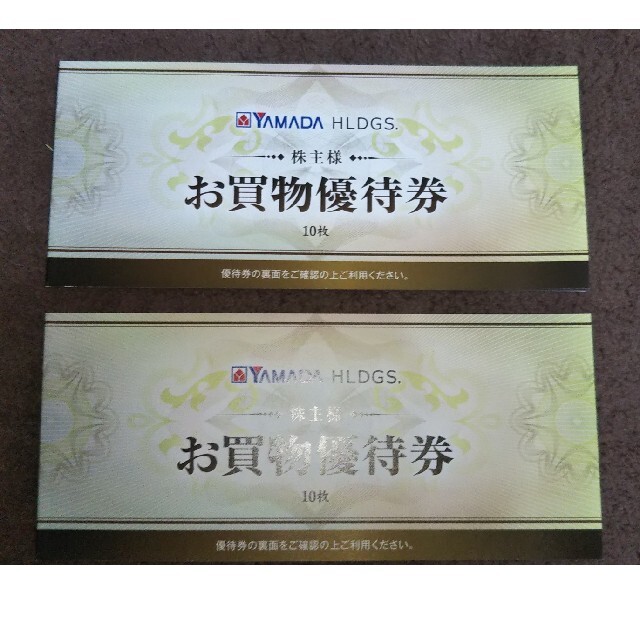 YAMADA HLDGS.
株主様
お買物優待券
10枚
優待券の裏面をご確認の上ご利用ください。
YAMADA HLDGS.
株主様
お買物優待券
10枚
優待券の裏面をご確認の上ご利用ください。